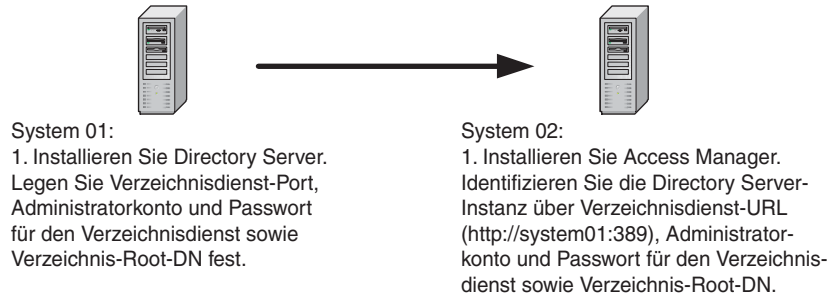 System 01:
1. Installieren Sie Directory Server.
Legen Sie Verzeichnisdienst-Port,
Administratorkonto und Passwort
für den Verzeichnisdienst sowie
Verzeichnis-Root-DN fest.
System 02:
1. Installieren Sie Access Manager.
Identifizieren Sie die Directory Server-
Instanz über Verzeichnisdienst-URL
(http://system01:389), Administrator-
konto und Passwort für den Verzeichnis-
dienst sowie Verzeichnis-Root-DN.